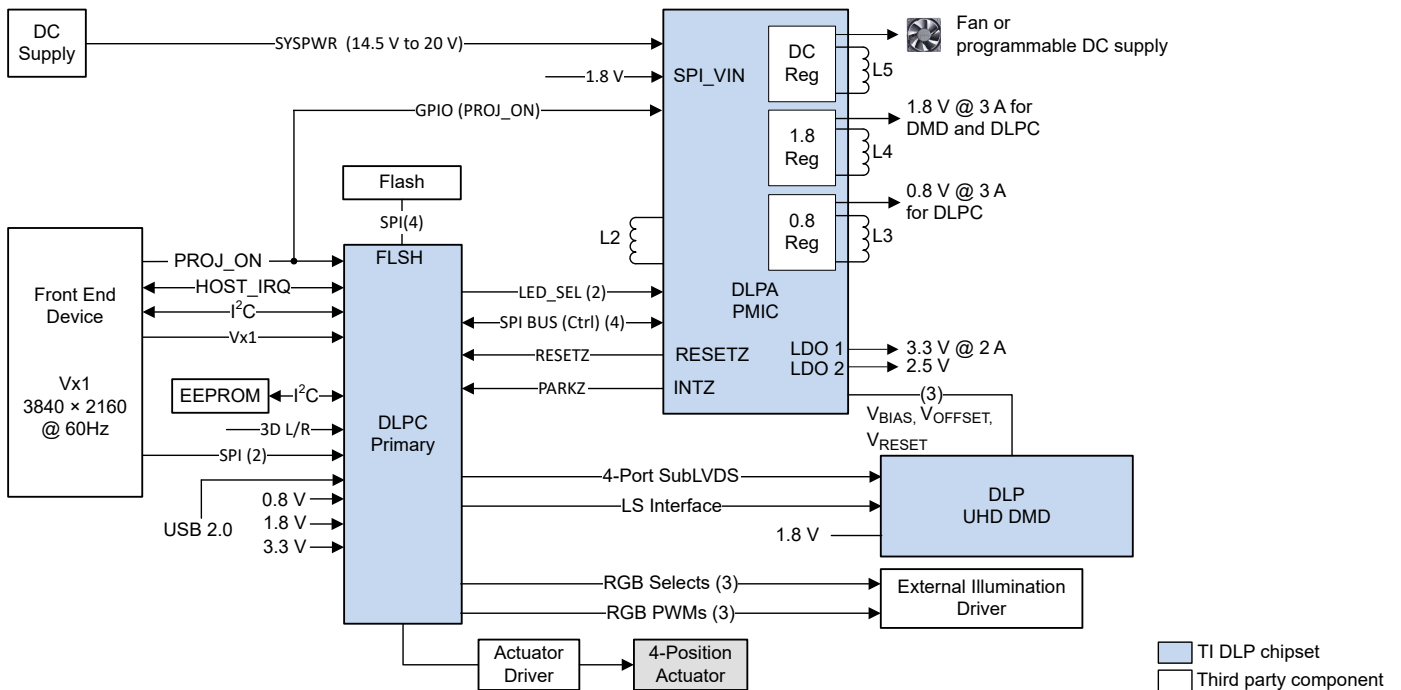 DC
Supply
SYSPWR (14.5 V to 20 V)
1.8 V
SPI_VIN
GPIO (PROJ_ON)
DC
Reg
L5
Fan or
programmable DC supply
1.8
Reg
L4
1.8 V @ 3 A for
DMD and DLPC
0.8
Reg
L3
0.8 V @ 3 A
for DLPC
L2
DLPA
PMIC
Flash
SPI(4)
FLSH
Front End
Device
Vx1
3840 × 2160
@ 60Hz
PROJ_ON
HOST_IRQ
I²C
Vx1
EEPROM
I²C
3D L/R
SPI (2)
USB 2.0
0.8 V
1.8 V
3.3 V
DLPC
Primary
LED_SEL (2)
SPI BUS (Ctrl) (4)
RESETZ
RESETZ
PARKZ
INTZ
LDO 1
3.3 V @ 2 A
LDO 2
2.5 V
(3)
VBIAS, VOFFSET,
VRESET
4-Port SubLVDS
LS Interface
1.8 V
DLP
UHD DMD
RGB Selects (3)
RGB PWMs (3)
External Illumination
Driver
Actuator
Driver
4-Position
Actuator
TI DLP chipset
Third party component